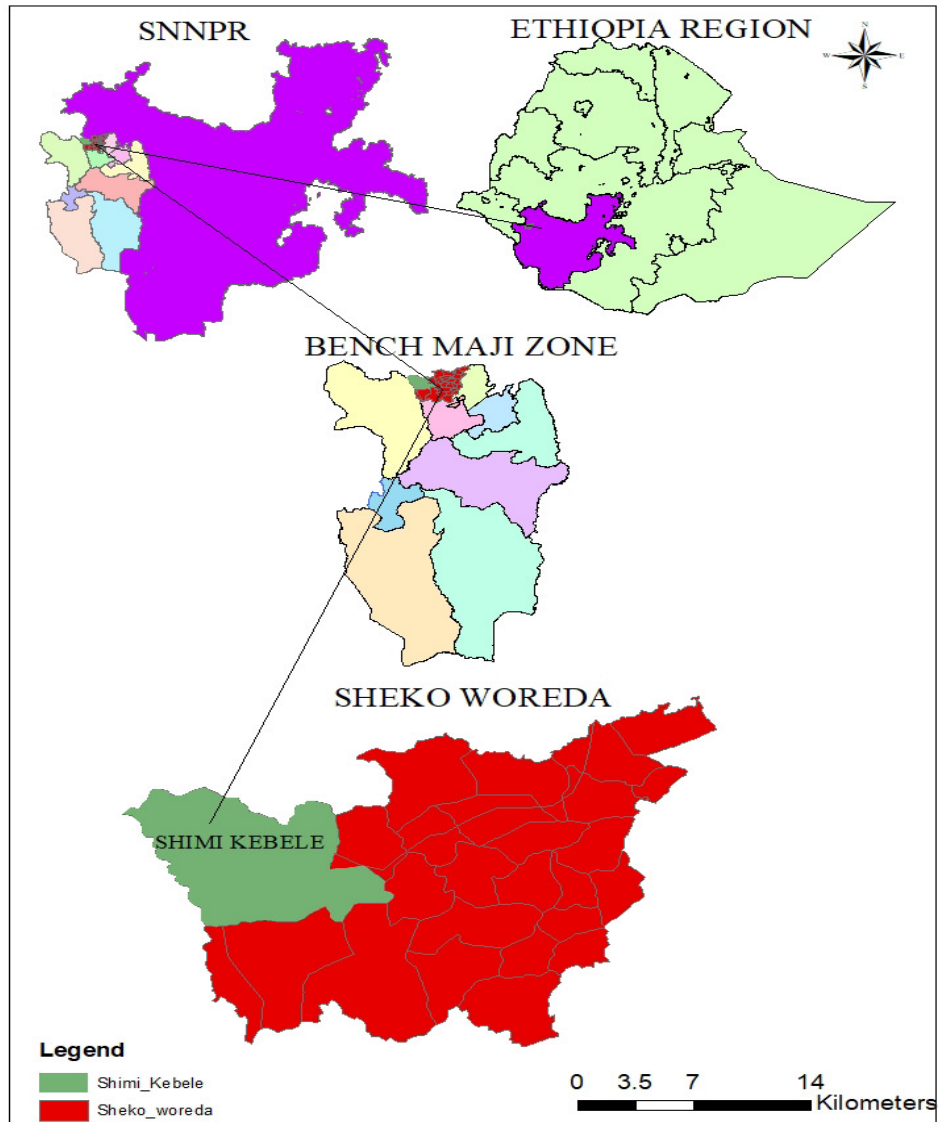 SNNPR
ETHIOPIA REGION
N
W E
S
BENCH MAJI ZONE
SHEKO WOREDA
SHIMI KEBELE
Legend
Shimi_Kebele
Sheko_woreda
0 3.5 7 14
Kilometers